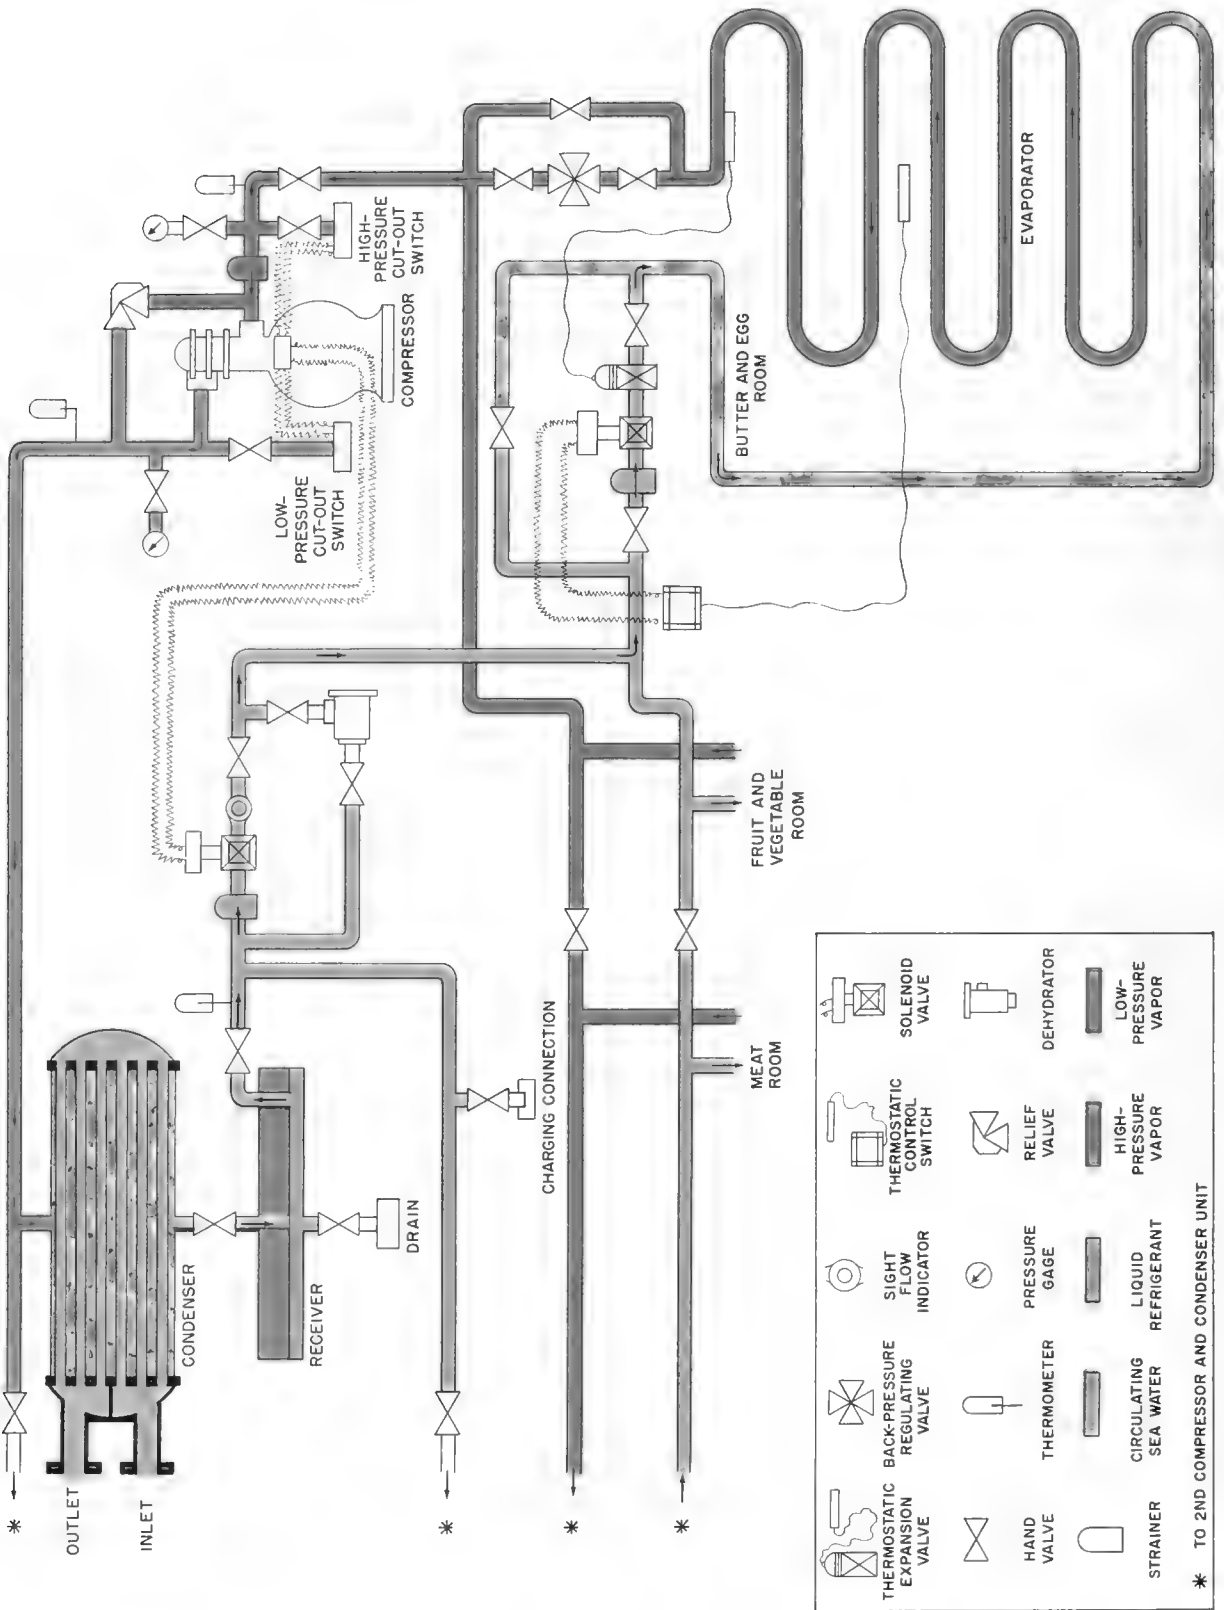 OUTLET
INLET
CONDENSER
RECEIVER
DRAIN
CHARGING CONNECTION
LOW-
PRESSURE
CUT-OUT
SWITCH
HIGH-
PRESSURE
CUT-OUT
SWITCH
COMPRESSOR
MEAT
ROOM
FRUIT AND
VEGETABLE
ROOM
BUTTER AND EGG
ROOM
EVAPORATOR
*
*
*
*
THERMOSTATIC
EXPANSION
VALVE
BACK-PRESSURE
REGULATING
VALVE
SIGHT
FLOW
INDICATOR
THERMOSTATIC
CONTROL
SWITCH
SOLENOID
VALVE
HAND
VALVE
THERMOMETER
PRESSURE
GAGE
RELIEF
VALVE
DEHYDRATOR
STRAINER
CIRCULATING
SEA WATER
LIQUID
REFRIGERANT
HIGH-
PRESSURE
VAPOR
LOW-
PRESSURE
VAPOR
* TO 2ND COMPRESSOR AND CONDENSER UNIT